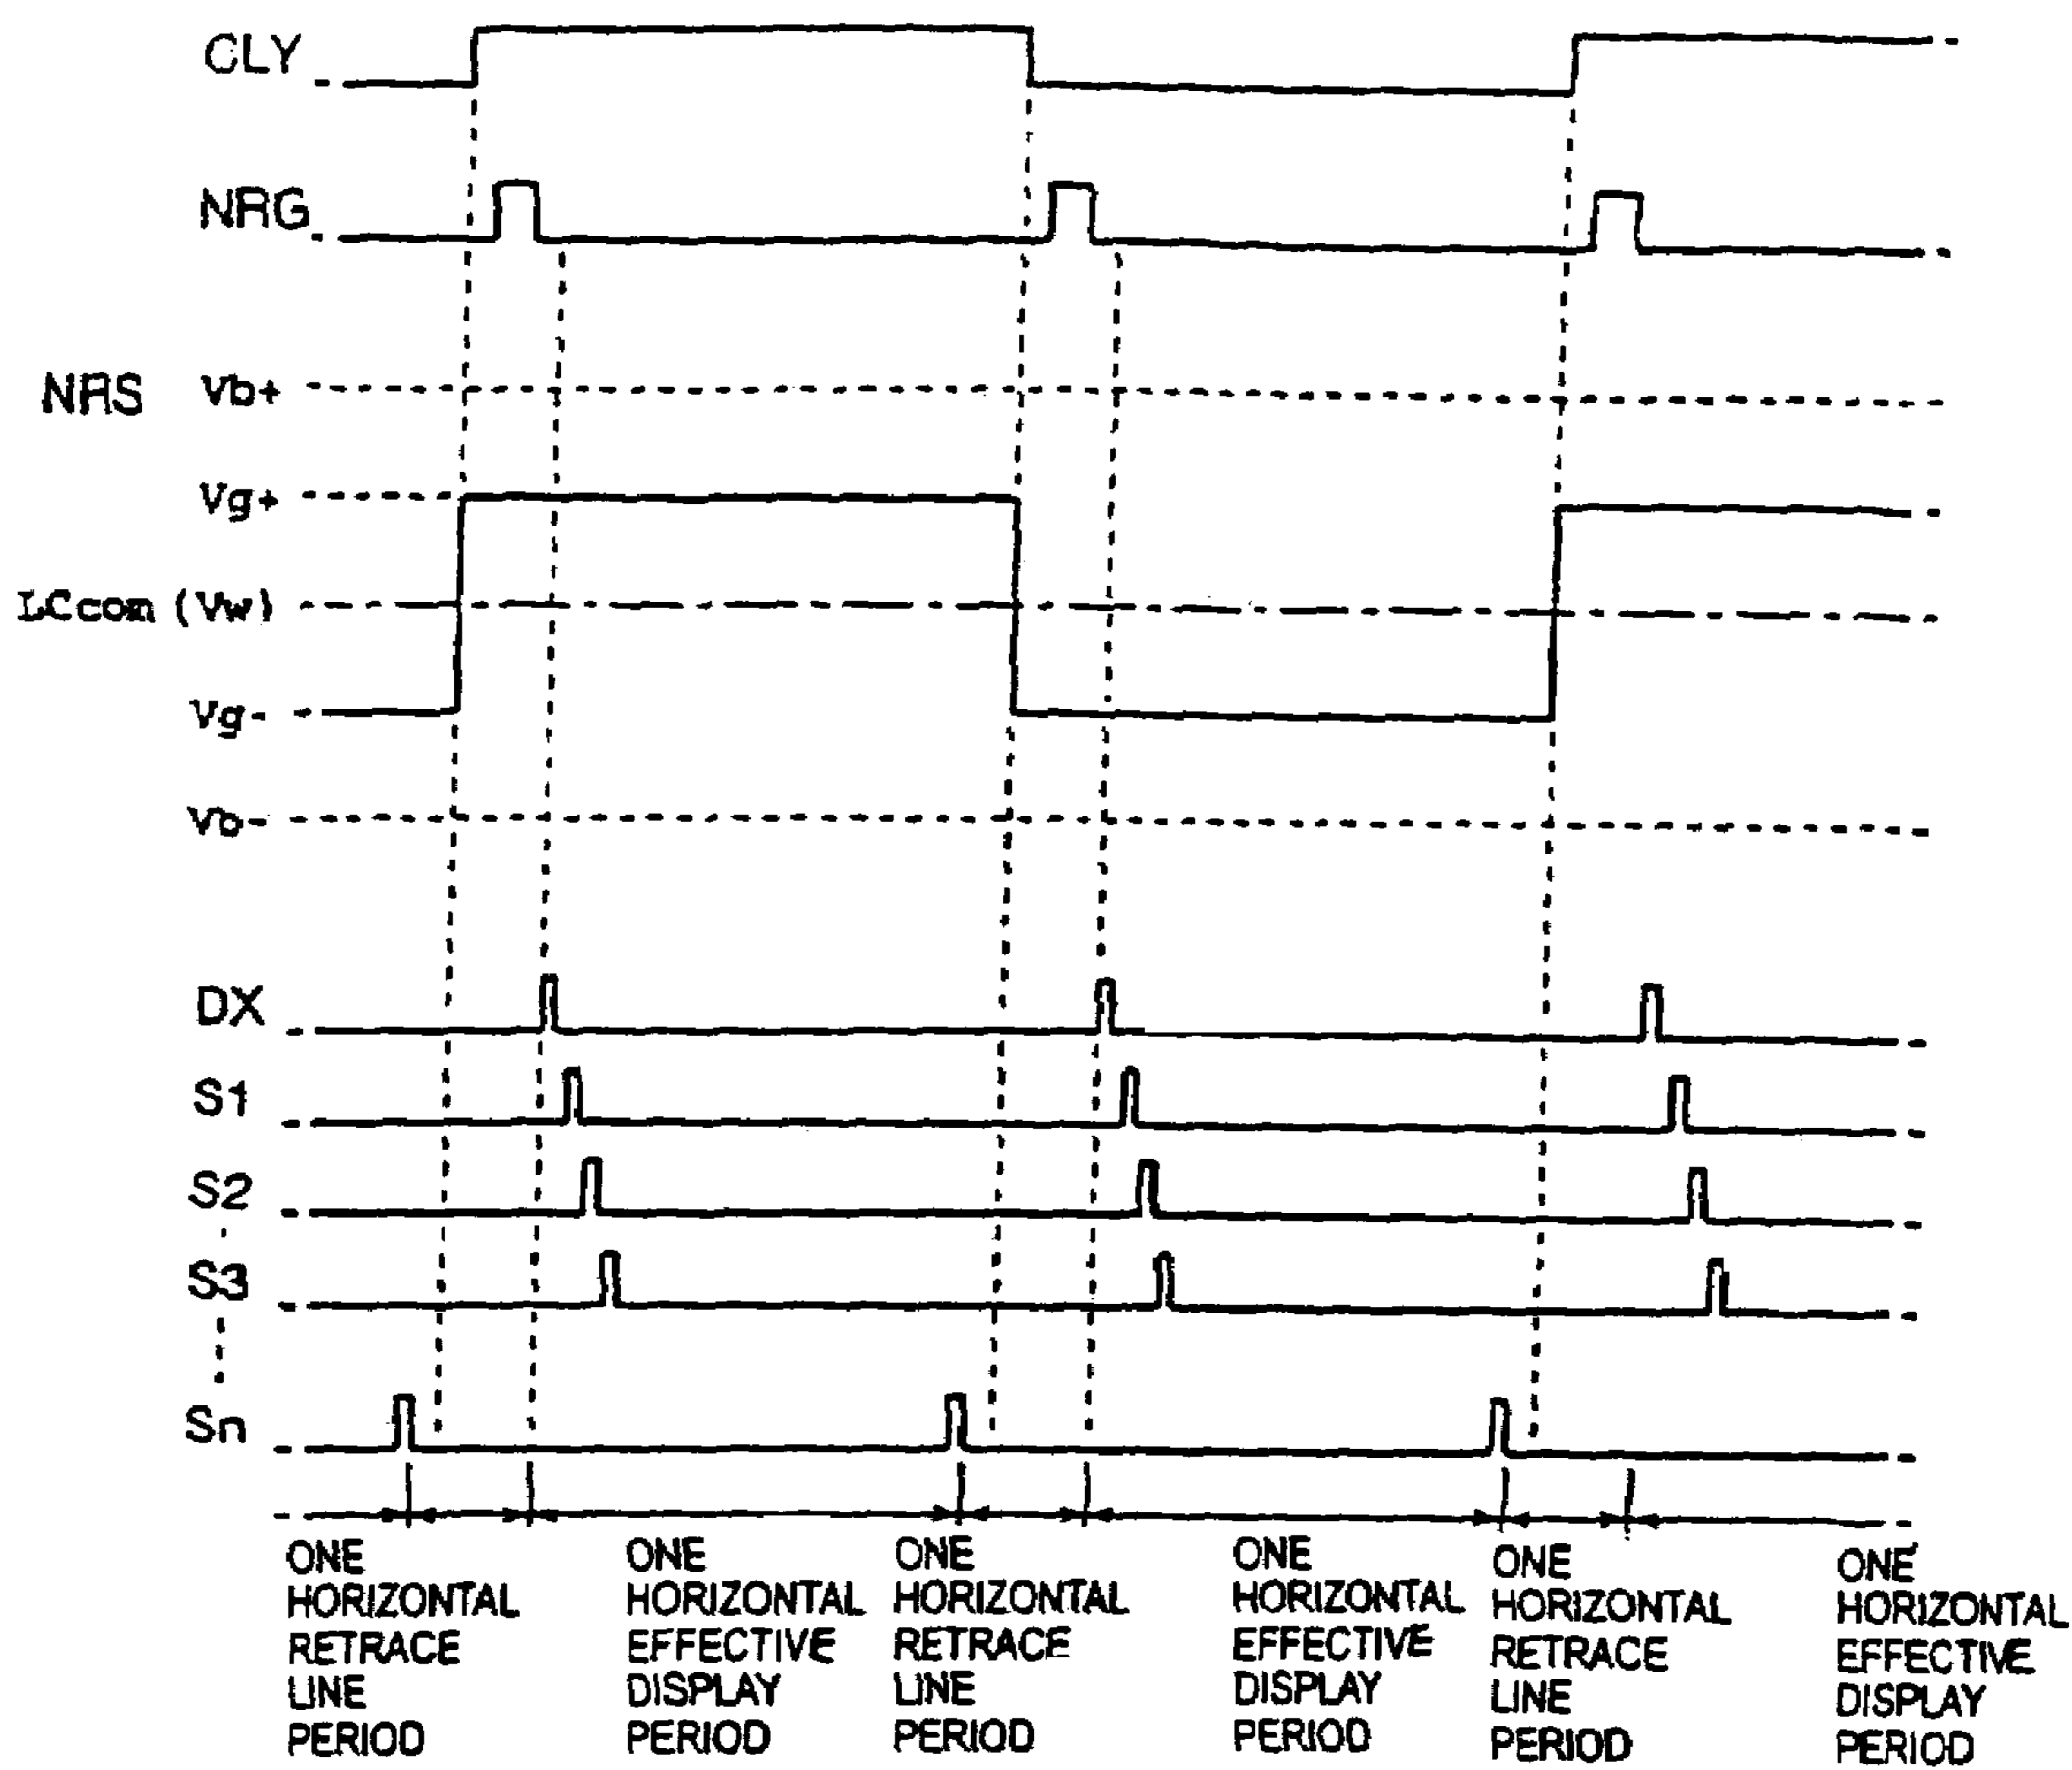 CLY
NRG
NRS Vb+
Vg+
LCcom (Vw)
Vg-
Vb-
DX
S1
S2
S3
Sn
ONE HORIZONTAL RETRACE LINE PERIOD
ONE HORIZONTAL EFFECTIVE DISPLAY PERIOD
ONE HORIZONTAL RETRACE LINE PERIOD
ONE HORIZONTAL EFFECTIVE DISPLAY PERIOD
ONE HORIZONTAL RETRACE LINE PERIOD
ONE HORIZONTAL EFFECTIVE DISPLAY PERIOD